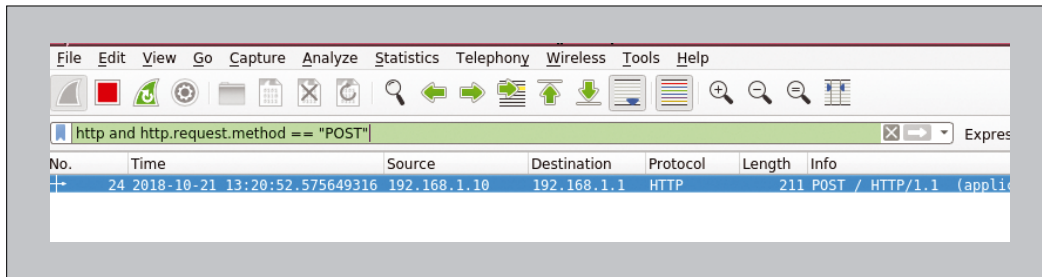 File Edit View Go Capture Analyze Statistics Telephony Wireless Tools Help
http and http.request.method == "POST" Expres
No. Time Source Destination Protocol Length Info
24 2018-10-21 13:20:52.575649316 192.168.1.10 192.168.1.1 HTTP 211 POST / HTTP/1.1 (applic